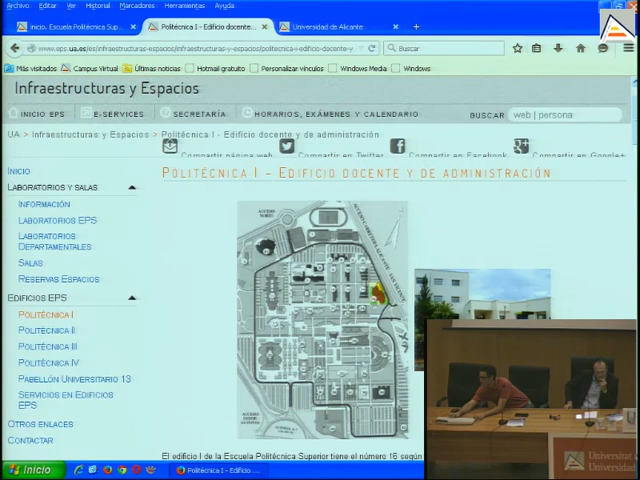 Archivo Editar Ver Historial Marcadores Herramientas Ayuda
inicio. Escuela Politécnica Sup...
Politécnica I - Edificio docente...
Universidad de Alicante
www.eps.ua.es/es/infraestructuras-espacios/infraestructuras-y-espacios/politecnica-i-edificio-docente-y
Buscar
Más visitados Campus Virtual Últimas noticias Hotmail gratuito Personalizar vínculos Windows Media Windows
Infraestructuras y Espacios
INICIO EPS E-SERVICES SECRETARÍA HORARIOS, EXÁMENES Y CALENDARIO BUSCAR web | persona
UA > Infraestructuras y Espacios > Politécnica I - Edificio docente y de administración
Compartir página web Compartir en Twitter Compartir en Facebook Compartir en Google+
POLITÉCNICA I - EDIFICIO DOCENTE Y DE ADMINISTRACIÓN
INICIO
LABORATORIOS Y SALAS
INFORMACIÓN
LABORATORIOS EPS
LABORATORIOS
DEPARTAMENTALES
SALAS
RESERVAS ESPACIOS
EDIFICIOS EPS
POLITÉCNICA I
POLITÉCNICA II
POLITÉCNICA III
POLITÉCNICA IV
PABELLÓN UNIVERSITARIO 13
SERVICIOS EN EDIFICIOS
EPS
OTROS ENLACES
CONTACTAR
ACCESO
NORTE
El edificio I de la Escuela Politécnica Superior tiene el número 16 según
Universitat
Universidad
Inicio
Politécnica I - Edificio ...